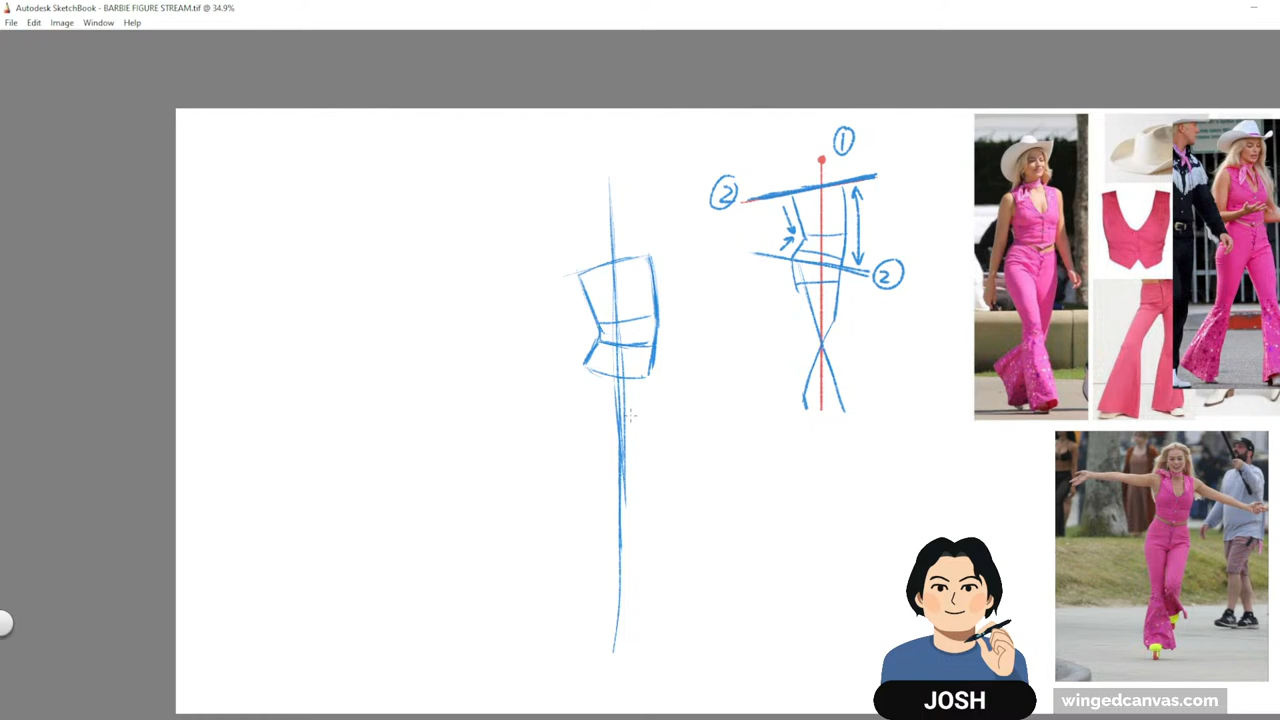 Autodesk SketchBook - BARBIE FIGURE STREAM.tif @ 34.9%
File Edit Image Window Help
1
2
2
JOSH
wingedcanvas.com